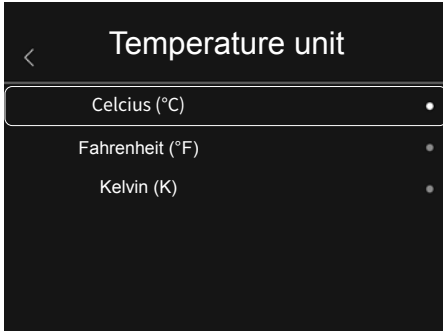 Temperature unit
Celcius (°C)
Fahrenheit (°F)
Kelvin (K)